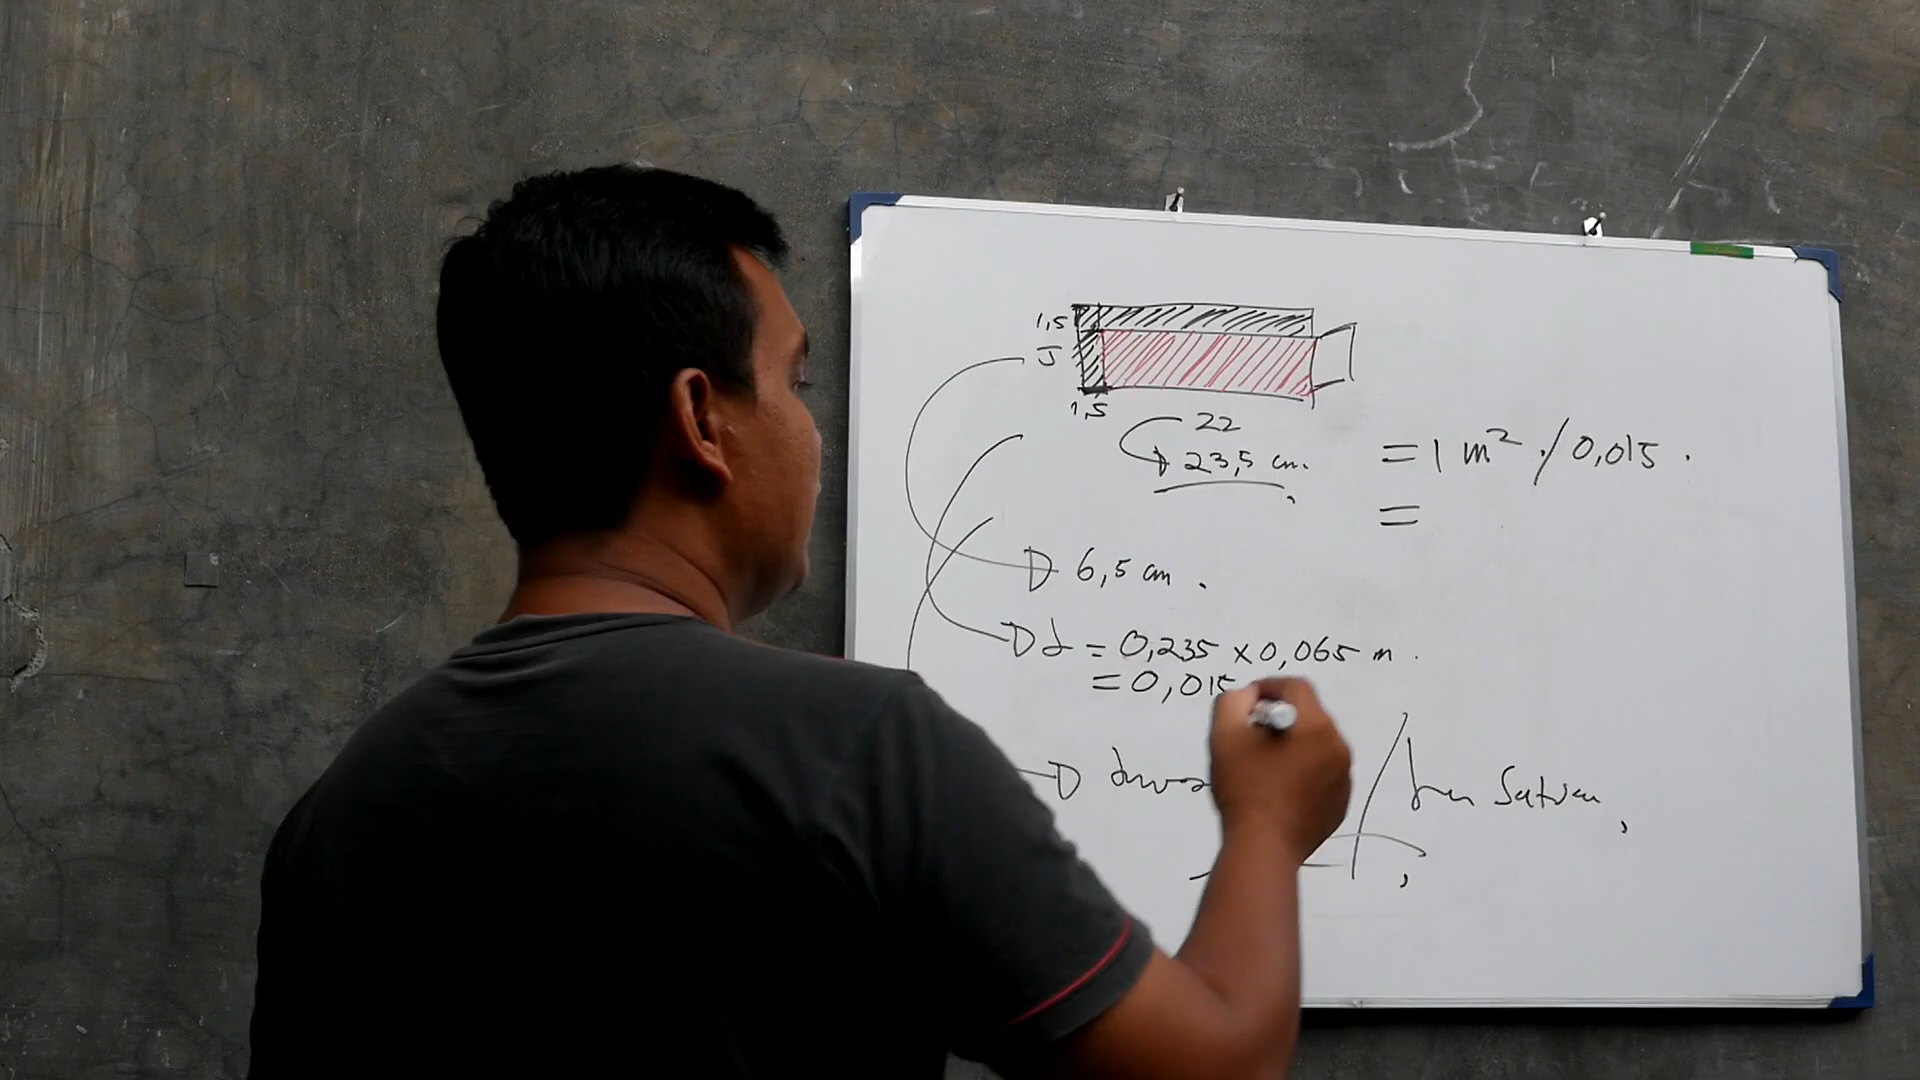 1,5
5
1,5
22
23,5 cm.
= 1 m² / 0,015.
=
6,5 cm.
= 0,235 x 0,065 m.
= 0,015